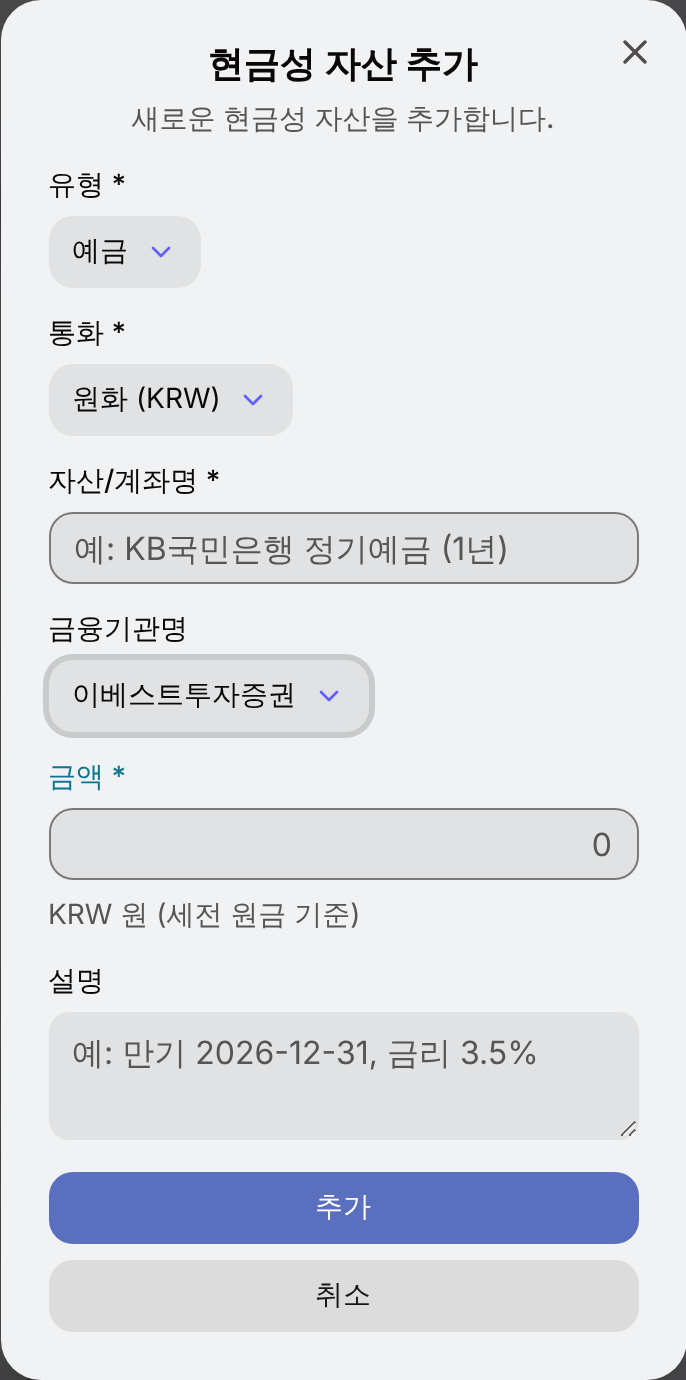 현금성 자산 추가
새로운 현금성 자산을 추가합니다.
유형 *
예금
통화 *
원화 (KRW)
자산/계좌명 *
예: KB국민은행 정기예금 (1년)
금융기관명
이베스트투자증권
금액 *
0
KRW 원 (세전 원금 기준)
설명
예: 만기 2026-12-31, 금리 3.5%
추가
취소